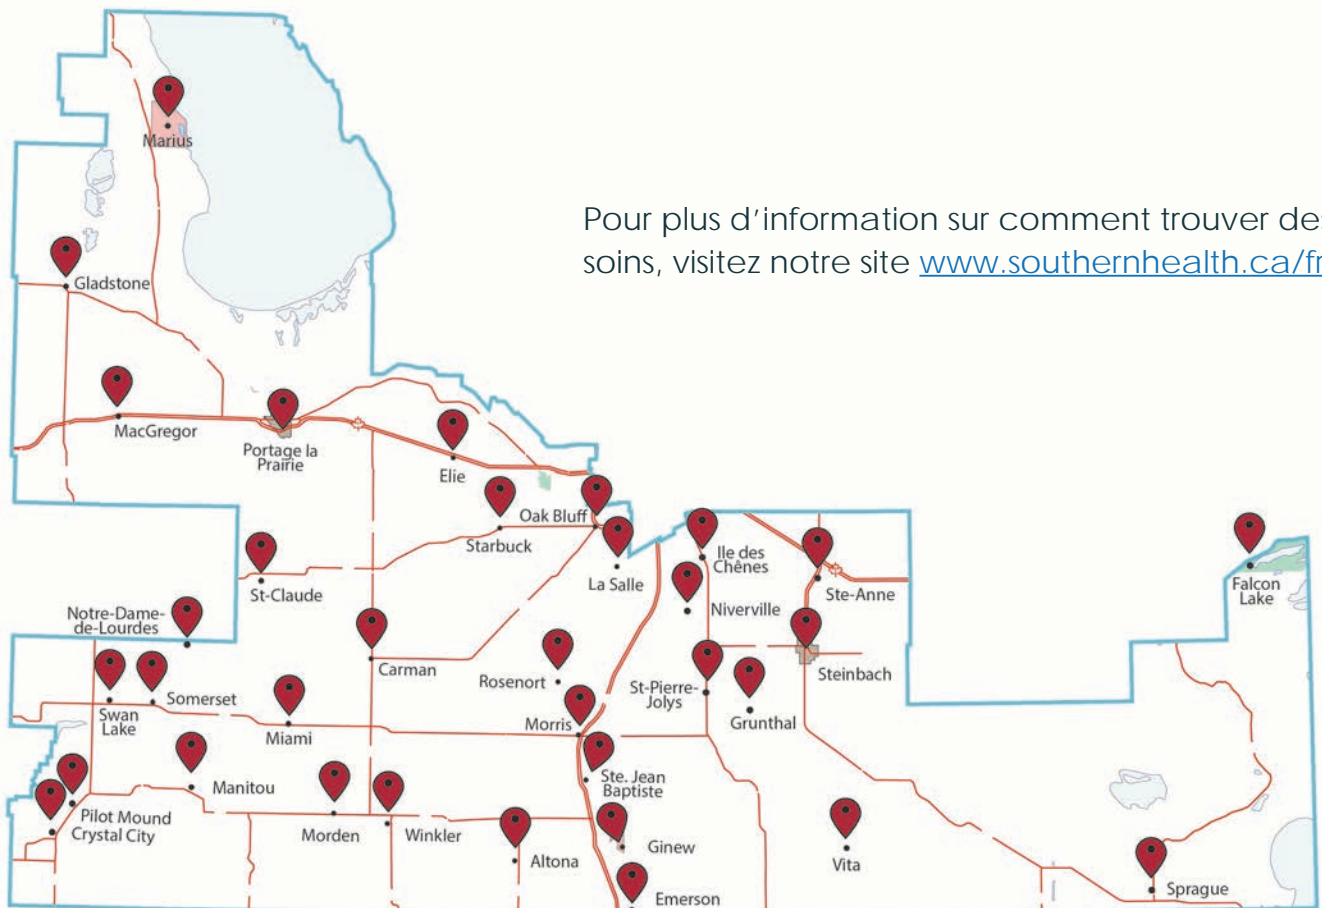 Marius
Pour plus d'information sur comment trouver des
soins, visitez notre site www.southernhealth.ca/fr
Gladstone
MacGregor
Portage la
Prairie
Elie
Oak Bluff
Starbuck
La Salle
Ile des
Chênes
Ste-Anne
Falcon
Lake
St-Claude
Niverville
Notre-Dame-
de-Lourdes
Carman
Rosenort
St-Pierre-
Jolys
Steinbach
Swan
Lake
Somerset
Grunthal
Miami
Morris
Manitou
Ste. Jean
Baptiste
Pilot Mound
Crystal City
Morden
Winkler
Altona
Ginew
Vita
Sprague
Emerson